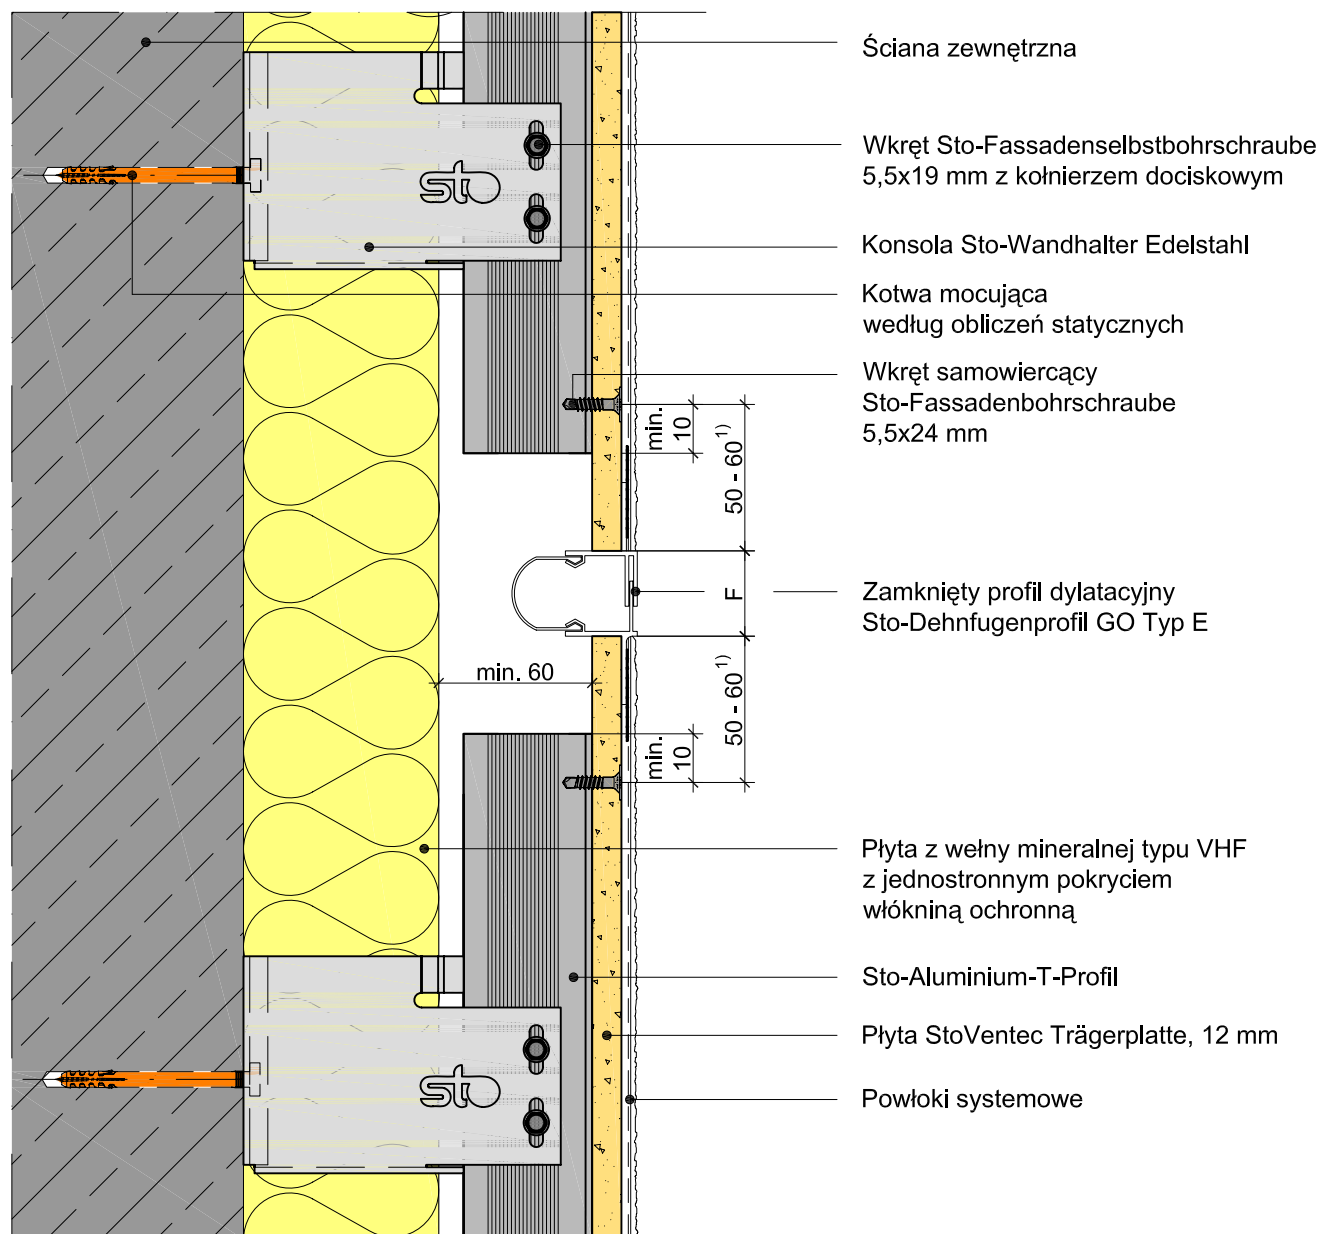 Ściana zewnętrzna
Wkręt Sto-Fassadenselbstbohrschraube
5,5x19 mm z kołnierzem dociskowym
sto
Konsola Sto-Wandhalter Edelstahl
Kotwa mocująca
według obliczeń statycznych
Wkręt samowiercący
Sto-Fassadenbohrschraube
5,5x24 mm
min.
10
50 - 60 1)
Zamknięty profil dylatacyjny
Sto-Dehnfugenprofil GO Typ E
F
min. 60
50 - 60 1)
min.
10
Płyta z wełny mineralnej typu VHF
z jednostronnym pokryciem
włókniną ochronną
Sto-Aluminium-T-Profil
Płyta StoVentec Trägerplatte, 12 mm
sto
Powłoki systemowe